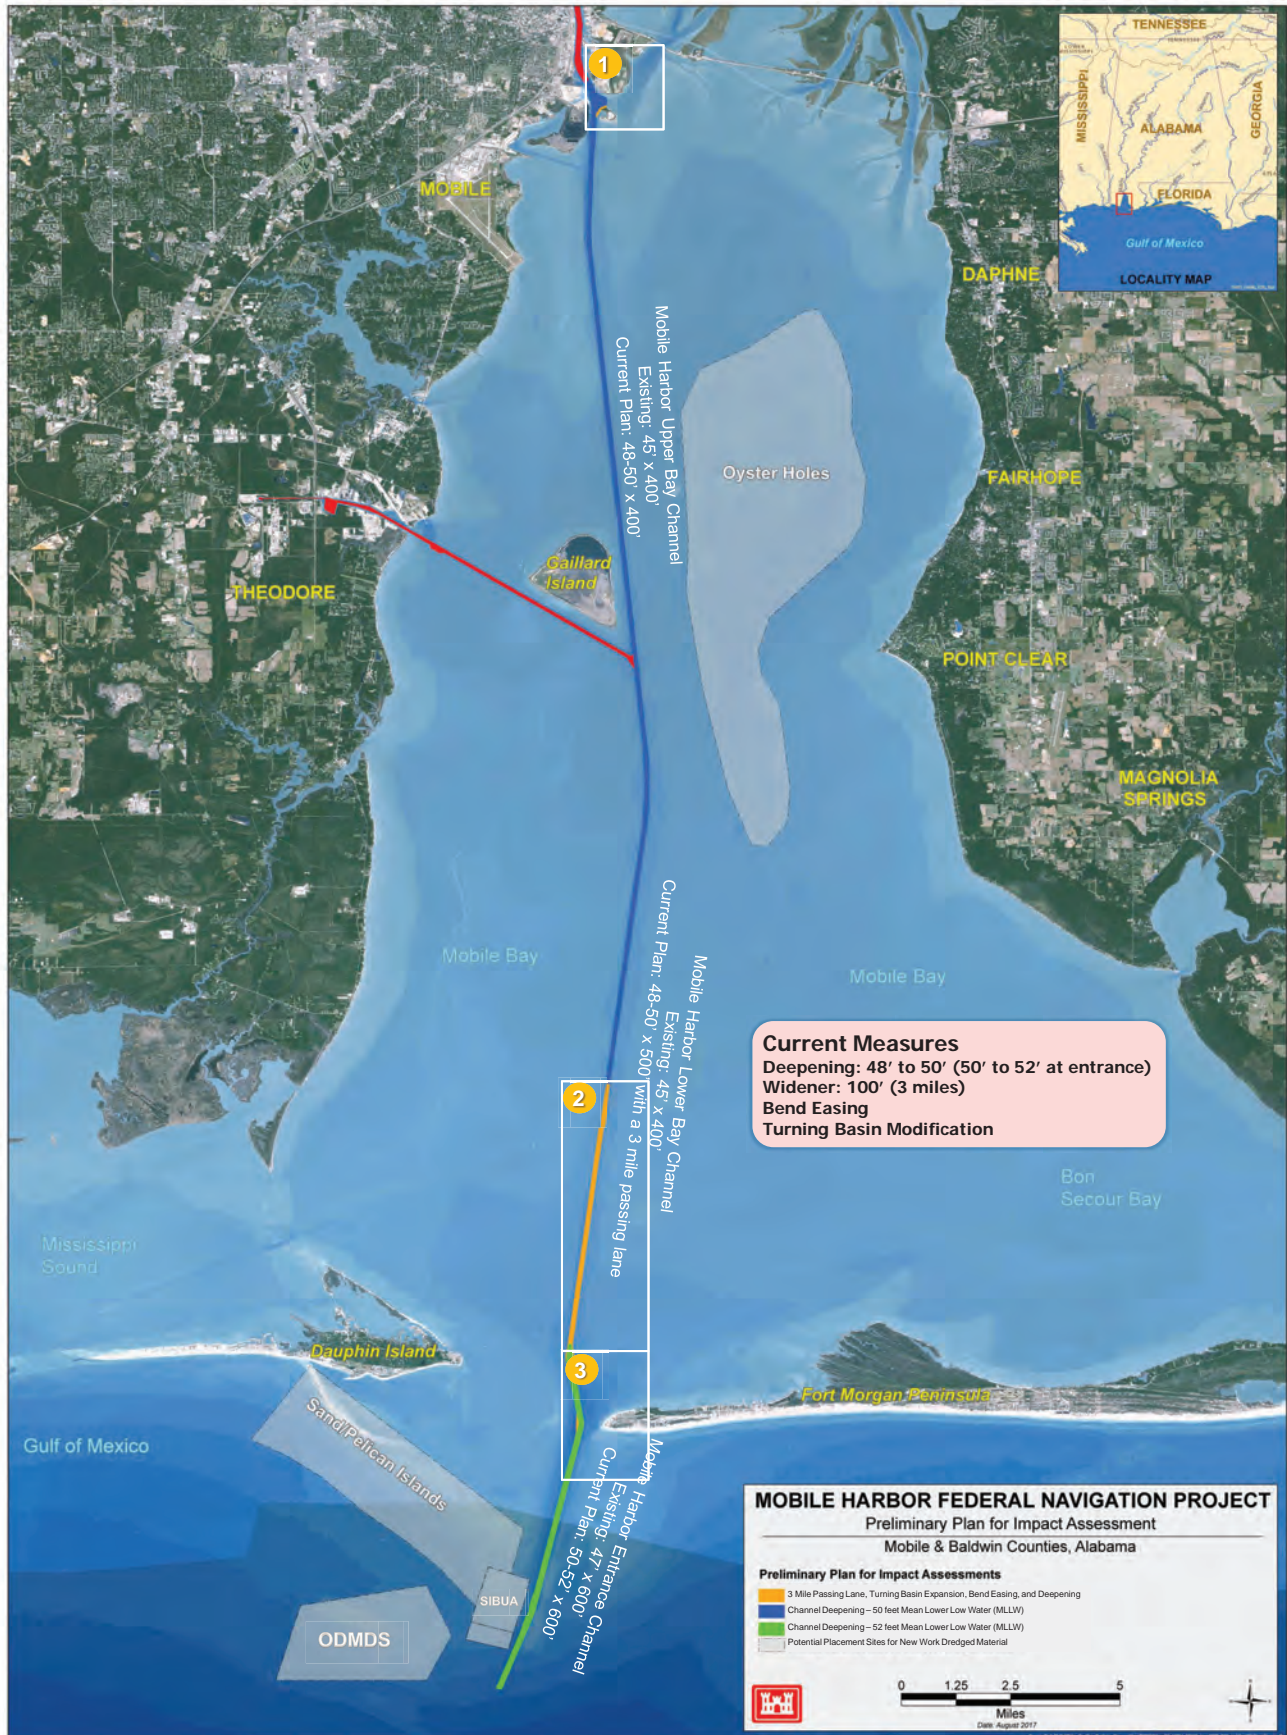 1
MOBILE
DAPHNE
Mobile Harbor Upper Bay Channel
Existing: 45' x 400'
Current Plan: 48-50' x 400'
Oyster Holes
FAIRHOPE
Gaillard
Island
THEODORE
POINT CLEAR
MAGNOLIA
SPRINGS
Mobile Bay
Mobile Bay
Mobile Harbor Lower Bay Channel
Existing: 45' x 400'
Current Plan: 48-50' x 500' with a 3 mile passing lane
Current Measures
Deepening: 48' to 50' (50' to 52' at entrance)
Widener: 100' (3 miles)
Bend Easing
Turning Basin Modification
2
Bon
Secour Bay
Mississippi
Sound
Dauphin Island
3
Fort Morgan Peninsula
Gulf of Mexico
Sand/Pelican Islands
Mobile Harbor Entrance Channel
Existing: 47' x 600'
Current Plan: 50-52' x 600'
SIBUA
ODMDS
TENNESSEE
MISSISSIPPI
ALABAMA
GEORGIA
FLORIDA
Gulf of Mexico
LOCALITY MAP
MOBILE HARBOR FEDERAL NAVIGATION PROJECT
Preliminary Plan for Impact Assessment
Mobile & Baldwin Counties, Alabama
Preliminary Plan for Impact Assessments
3 Mile Passing Lane, Turning Basin Expansion, Bend Easing, and Deepening
Channel Deepening – 50 feet Mean Lower Low Water (MLLW)
Channel Deepening – 52 feet Mean Lower Low Water (MLLW)
Potential Placement Sites for New Work Dredged Material
0 1.25 2.5 5
Miles
Date: August 2017